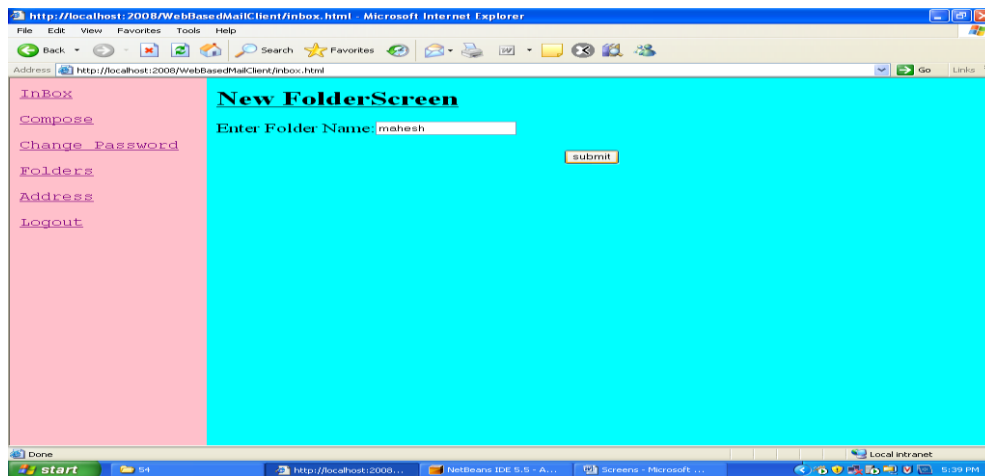 http://localhost:2008/WebBasedMailClient/inbox.html - Microsoft Internet Explorer
File Edit View Favorites Tools Help
Back Search Favorites
Address http://localhost:2008/WebBasedMailClient/inbox.html Go Links
InBox
Compose
Change Password
Folders
Address
Logout
New FolderScreen
Enter Folder Name: mahesh
submit
Done Local intranet
start 54 http://localhost:2008... NetBeans IDE 5.5 - A... Screens - Microsoft ... 5:39 PM